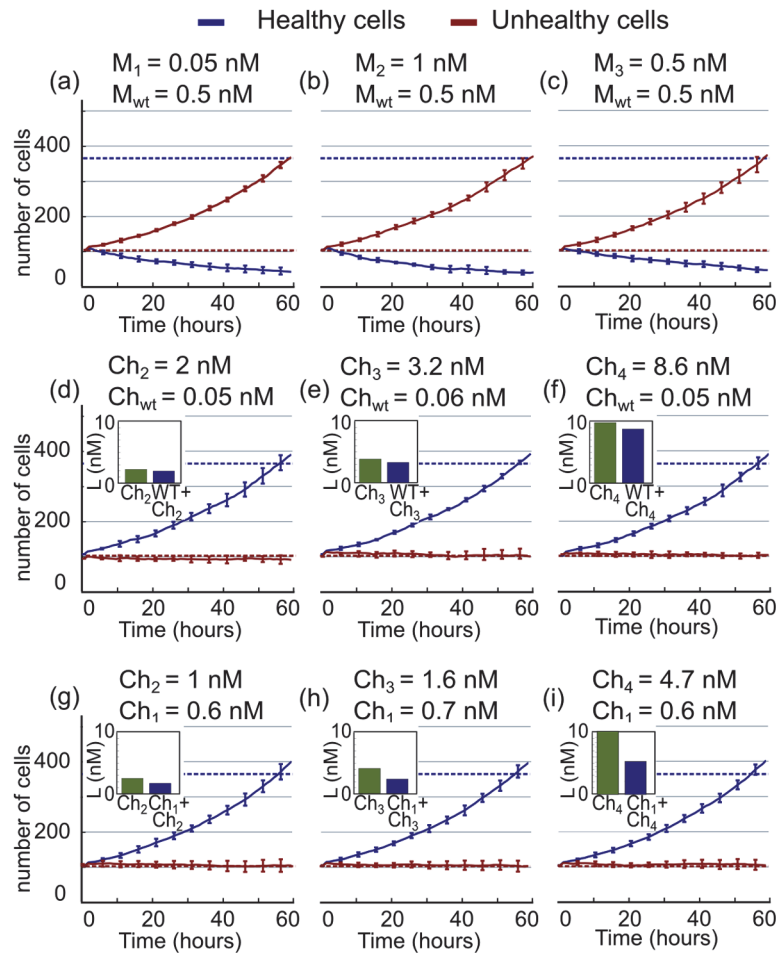 Healthy cells Unhealthy cells
(a) M1 = 0.05 nM
Mwt = 0.5 nM
(b) M2 = 1 nM
Mwt = 0.5 nM
(c) M3 = 0.5 nM
Mwt = 0.5 nM
number of cells
400
200
0
0 20 40 60
Time (hours)
0 20 40 60
Time (hours)
0 20 40 60
Time (hours)
(d) Ch2 = 2 nM
Chwt = 0.05 nM
(e) Ch3 = 3.2 nM
Chwt = 0.06 nM
(f) Ch4 = 8.6 nM
Chwt = 0.05 nM
number of cells
400
200
0
10
L (nM)
0
Ch2 WT+
Ch2
10
L (nM)
0
Ch3 WT+
Ch3
10
L (nM)
0
Ch4 WT+
Ch4
0 20 40 60
Time (hours)
0 20 40 60
Time (hours)
0 20 40 60
Time (hours)
(g) Ch2 = 1 nM
Ch1 = 0.6 nM
(h) Ch3 = 1.6 nM
Ch1 = 0.7 nM
(i) Ch4 = 4.7 nM
Ch1 = 0.6 nM
number of cells
400
200
0
10
L (nM)
0
Ch2 Ch1+
Ch2
10
L (nM)
0
Ch3 Ch1+
Ch3
10
L (nM)
0
Ch4 Ch1+
Ch4
0 20 40 60
Time (hours)
0 20 40 60
Time (hours)
0 20 40 60
Time (hours)